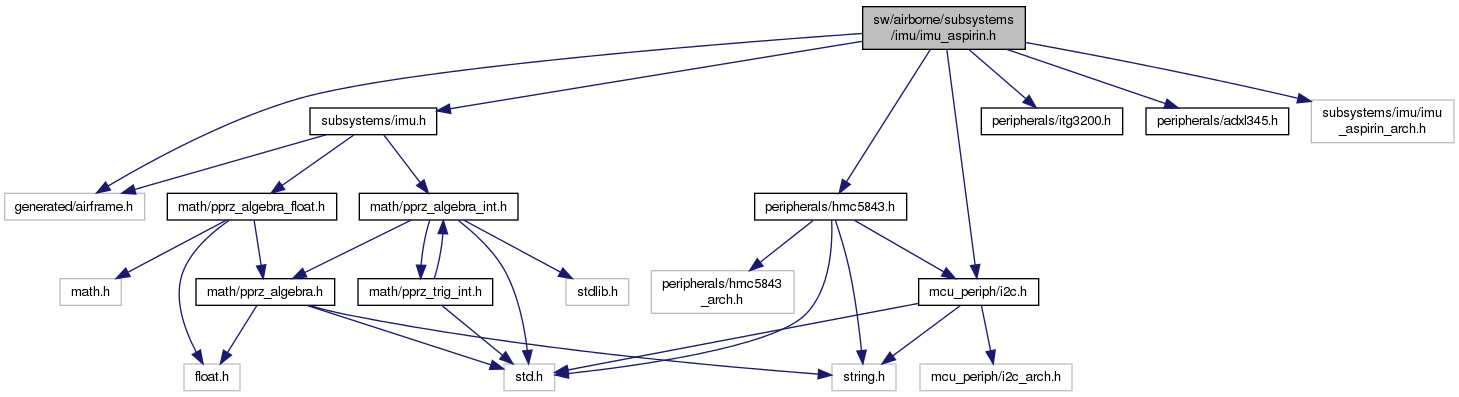 sw/airborne/subsystems
/imu/imu_aspirin.h
subsystems/imu.h
peripherals/itg3200.h
peripherals/adxl345.h
subsystems/imu/imu
_aspirin_arch.h
generated/airframe.h
math/pprz_algebra_float.h
math/pprz_algebra_int.h
peripherals/hmc5843.h
math.h
math/pprz_algebra.h
math/pprz_trig_int.h
stdlib.h
peripherals/hmc5843
_arch.h
mcu_periph/i2c.h
float.h
std.h
string.h
mcu_periph/i2c_arch.h